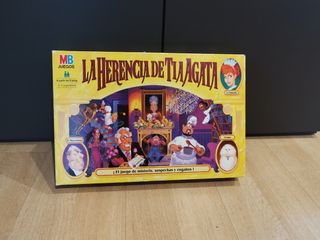 MB
JUEGOS
LA HERENCIA DE TIA AGATA
¡El juego de misterio, sospechas y engaños!